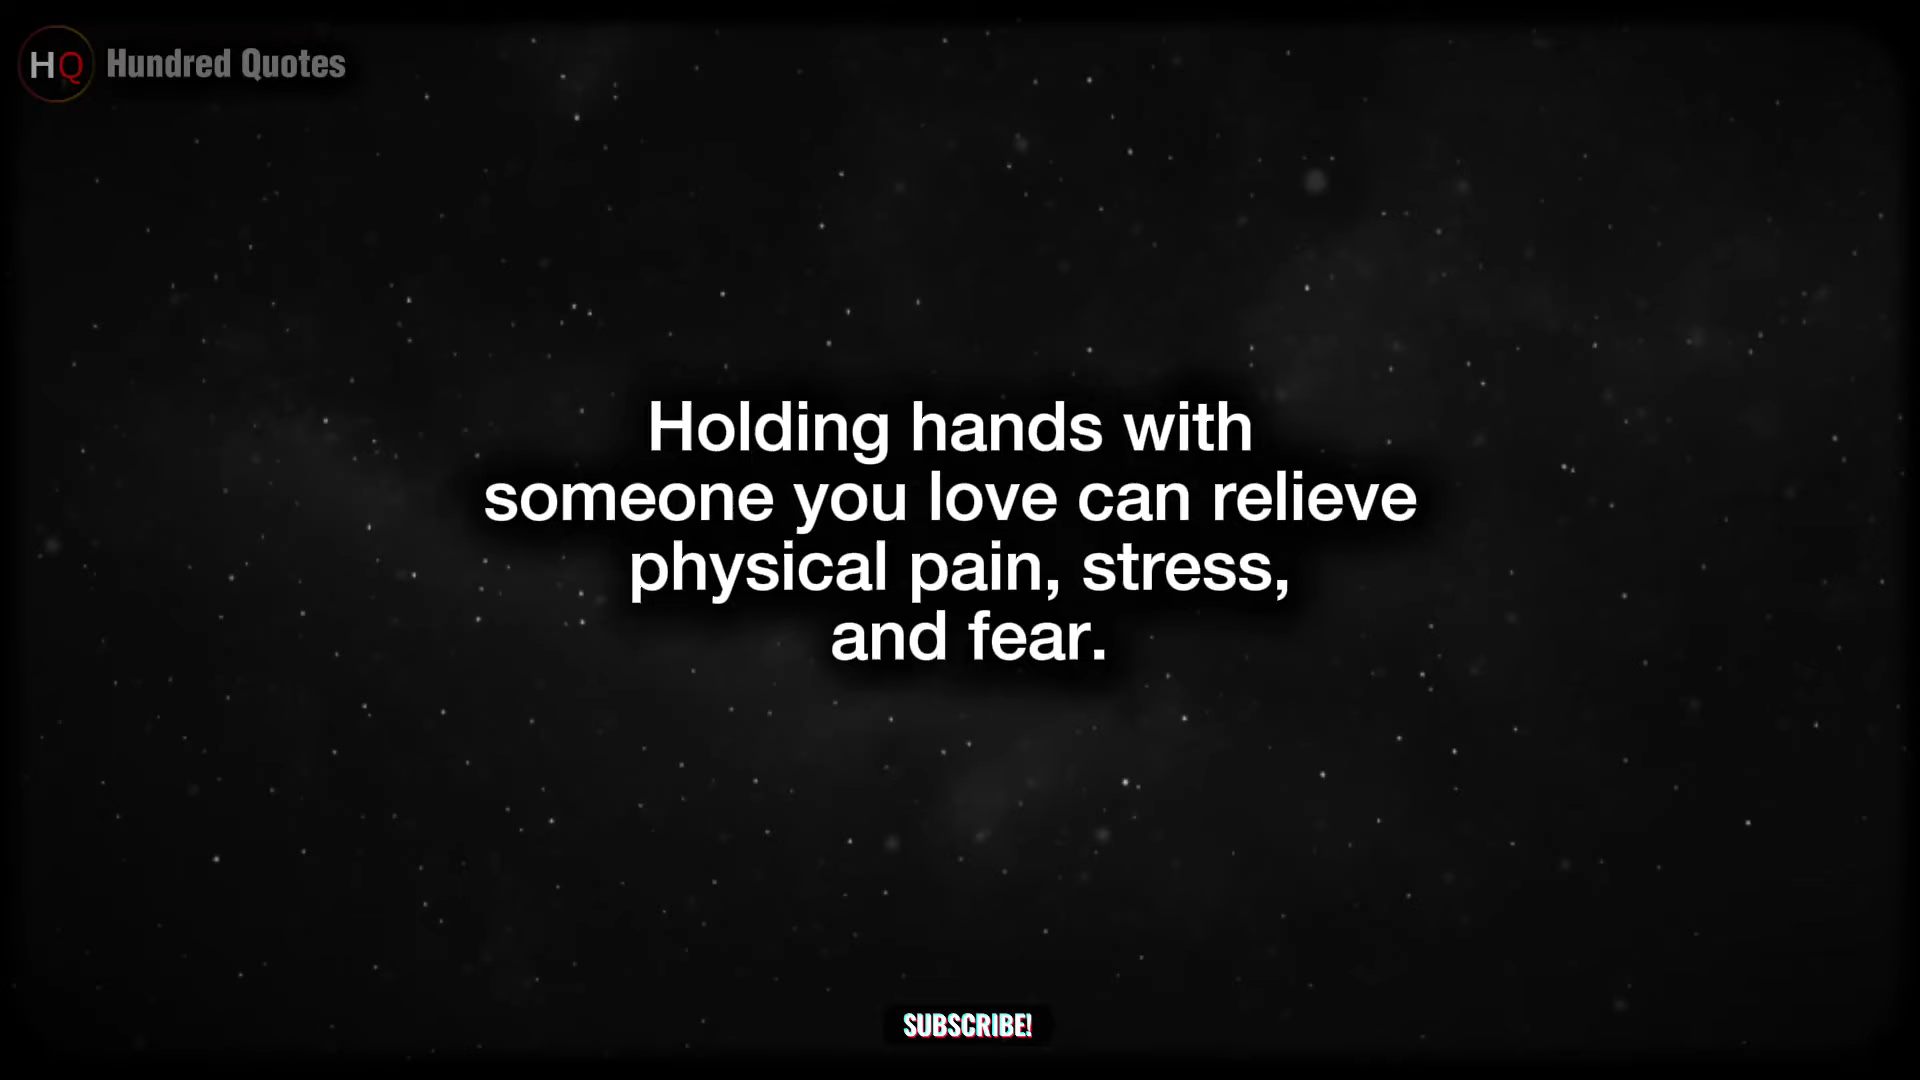 HQ Hundred Quotes
Holding hands with
someone you love can relieve
physical pain, stress,
and fear.
SUBSCRIBE!